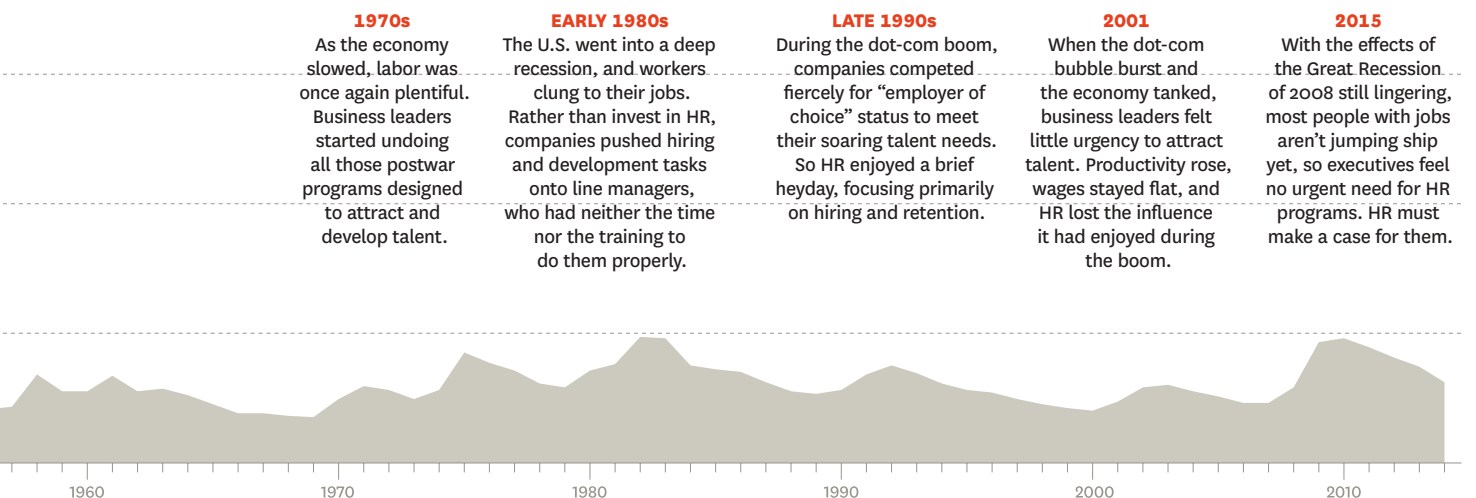 1970s
As the economy
slowed, labor was
once again plentiful.
Business leaders
started undoing
all those postwar
programs designed
to attract and
develop talent.
EARLY 1980s
The U.S. went into a deep
recession, and workers
clung to their jobs.
Rather than invest in HR,
companies pushed hiring
and development tasks
onto line managers,
who had neither the time
nor the training to
do them properly.
LATE 1990s
During the dot-com boom,
companies competed
fiercely for “employer of
choice” status to meet
their soaring talent needs.
So HR enjoyed a brief
heyday, focusing primarily
on hiring and retention.
2001
When the dot-com
bubble burst and
the economy tanked,
business leaders felt
little urgency to attract
talent. Productivity rose,
wages stayed flat, and
HR lost the influence
it had enjoyed during
the boom.
2015
With the effects of
the Great Recession
of 2008 still lingering,
most people with jobs
aren’t jumping ship
yet, so executives feel
no urgent need for HR
programs. HR must
make a case for them.
1960 1970 1980 1990 2000 2010